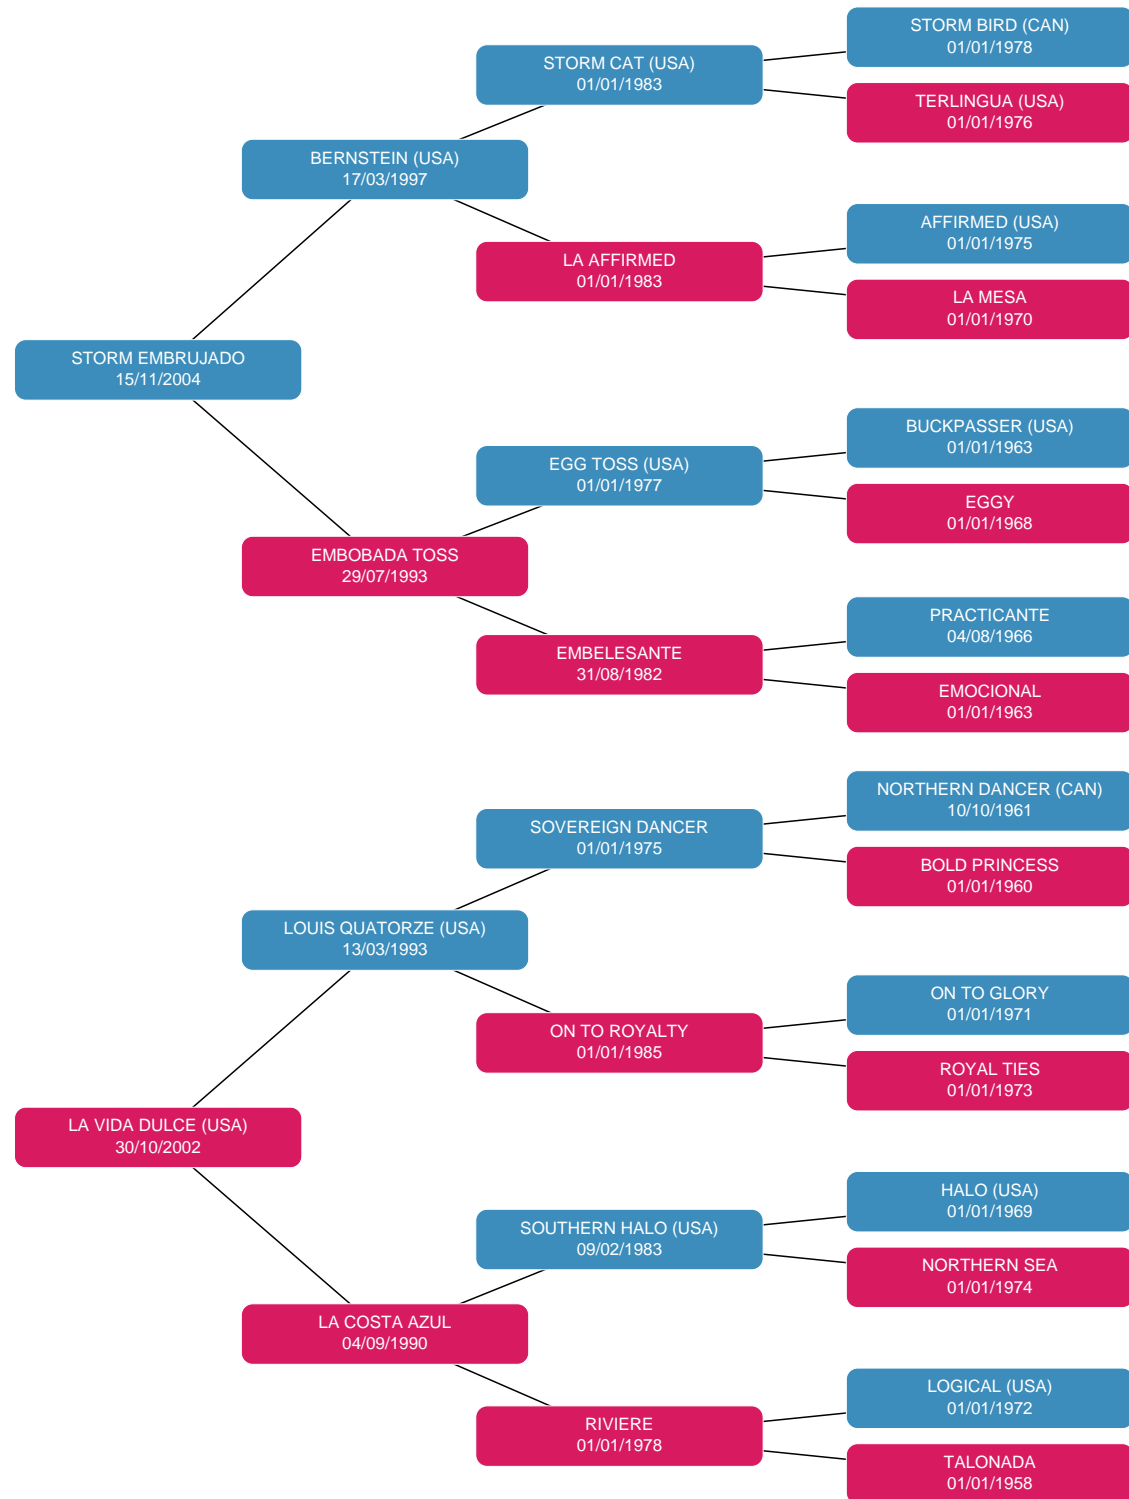 STORM BIRD (CAN)
01/01/1978
STORM CAT (USA)
01/01/1983
TERLINGUA (USA)
01/01/1976
BERNSTEIN (USA)
17/03/1997
AFFIRMED (USA)
01/01/1975
LA AFFIRMED
01/01/1983
LA MESA
01/01/1970
STORM EMBRUJADO
15/11/2004
BUCKPASSER (USA)
01/01/1963
EGG TOSS (USA)
01/01/1977
EGGY
01/01/1968
EMBOBADA TOSS
29/07/1993
PRACTICANTE
04/08/1966
EMBELESANTE
31/08/1982
EMOCIONAL
01/01/1963
NORTHERN DANCER (CAN)
10/10/1961
SOVEREIGN DANCER
01/01/1975
BOLD PRINCESS
01/01/1960
LOUIS QUATORZE (USA)
13/03/1993
ON TO GLORY
01/01/1971
ON TO ROYALTY
01/01/1985
ROYAL TIES
01/01/1973
LA VIDA DULCE (USA)
30/10/2002
HALO (USA)
01/01/1969
SOUTHERN HALO (USA)
09/02/1983
NORTHERN SEA
01/01/1974
LA COSTA AZUL
04/09/1990
LOGICAL (USA)
01/01/1972
RIVIERE
01/01/1978
TALONADA
01/01/1958